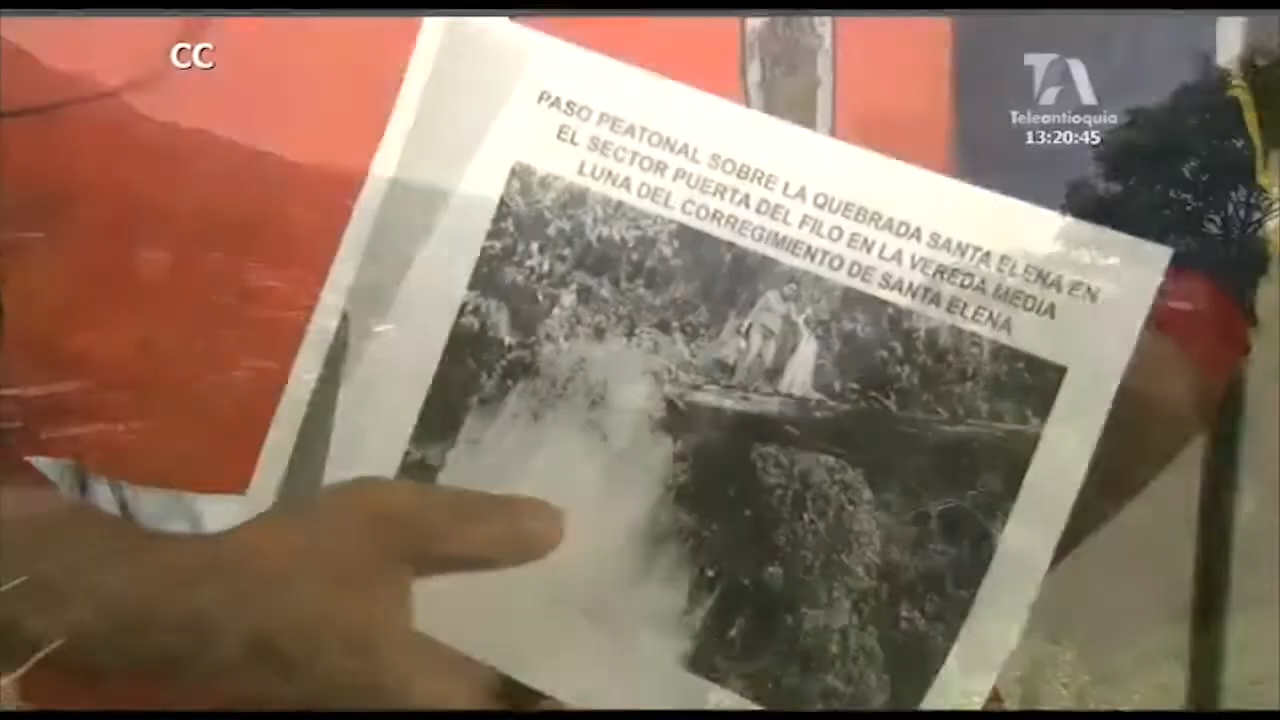 CC
TA
Teleantioquia
13:20:45
PASO PEATONAL SOBRE LA QUEBRADA SANTA ELENA EN
EL SECTOR PUERTA DEL FILO EN LA VEREDA MEDIA
LUNA DEL CORREGIMIENTO DE SANTA ELENA